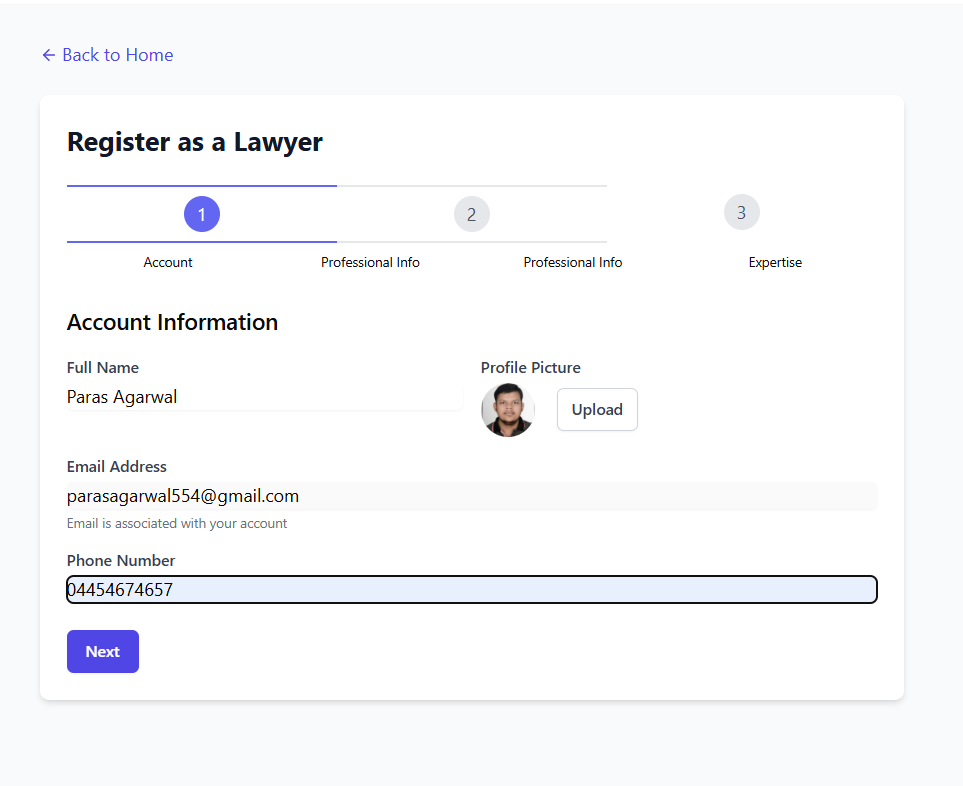 ← Back to Home
Register as a Lawyer
1 2 3
Account Professional Info Professional Info Expertise
Account Information
Full Name Profile Picture
Paras Agarwal Upload
Email Address
parasagarwal554@gmail.com
Email is associated with your account
Phone Number
04454674657
Next